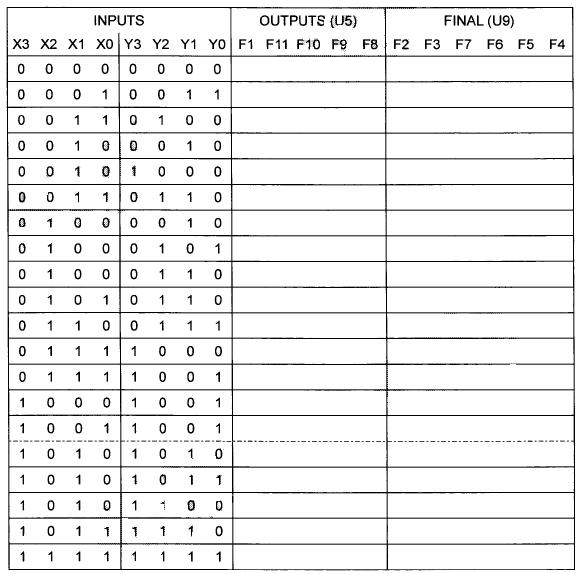 INPUTS OUTPUTS (U5) FINAL (U9)
X3 X2 X1 X0 Y3 Y2 Y1 Y0 F1 F11 F10 F9 F8 F2 F3 F7 F6 F5 F4
0 0 0 0 0 0 0 0
0 0 0 1 0 0 1 1
0 0 1 1 0 1 0 0
0 0 1 0 0 0 1 0
0 0 1 0 1 0 0 0
0 0 1 1 0 1 1 0
0 1 0 0 0 0 1 0
0 1 0 0 0 1 0 1
0 1 0 0 0 1 1 0
0 1 0 1 0 1 1 0
0 1 1 0 0 1 1 1
0 1 1 1 1 0 0 0
0 1 1 1 1 0 0 1
1 0 0 0 1 0 0 1
1 0 0 1 1 0 0 1
1 0 1 0 1 0 1 0
1 0 1 0 1 0 1 1
1 0 1 0 1 1 0 0
1 0 1 1 1 1 1 0
1 1 1 1 1 1 1 1